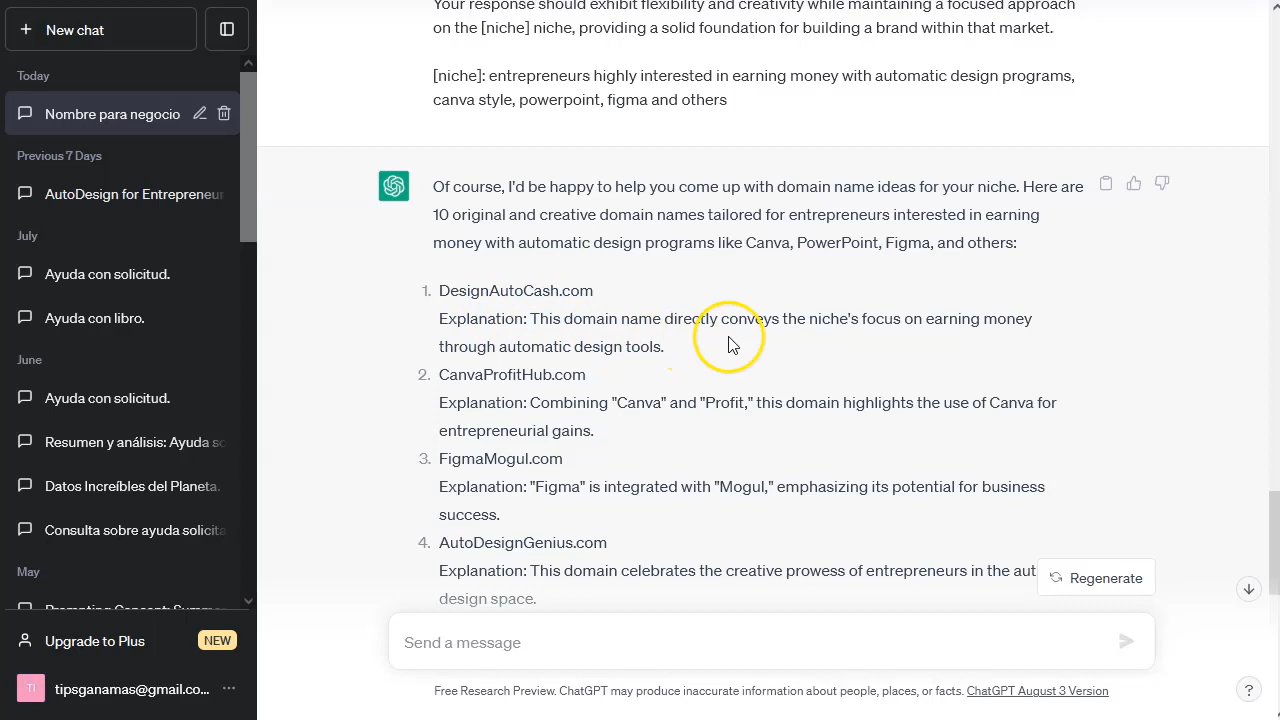 New chat
Today
Nombre para negocio
Previous 7 Days
AutoDesign for Entrepreneur
July
Ayuda con solicitud.
Ayuda con libro.
June
Ayuda con solicitud.
Resumen y análisis: Ayuda so
Datos Increíbles del Planeta.
Consulta sobre ayuda solicita
May
Prompting Concept: Summa
Upgrade to Plus NEW
TI tipsganamas@gmail.co...
Your response should exhibit flexibility and creativity while maintaining a focused approach
on the [niche] niche, providing a solid foundation for building a brand within that market.
[niche]: entrepreneurs highly interested in earning money with automatic design programs,
canva style, powerpoint, figma and others
Of course, I'd be happy to help you come up with domain name ideas for your niche. Here are
10 original and creative domain names tailored for entrepreneurs interested in earning
money with automatic design programs like Canva, PowerPoint, Figma, and others:
1. DesignAutoCash.com
Explanation: This domain name directly conveys the niche's focus on earning money
through automatic design tools.
2. CanvaProfitHub.com
Explanation: Combining "Canva" and "Profit," this domain highlights the use of Canva for
entrepreneurial gains.
3. FigmaMogul.com
Explanation: "Figma" is integrated with "Mogul," emphasizing its potential for business
success.
4. AutoDesignGenius.com
Explanation: This domain celebrates the creative prowess of entrepreneurs in the aut
design space.
Regenerate
Send a message
Free Research Preview. ChatGPT may produce inaccurate information about people, places, or facts. ChatGPT August 3 Version
?